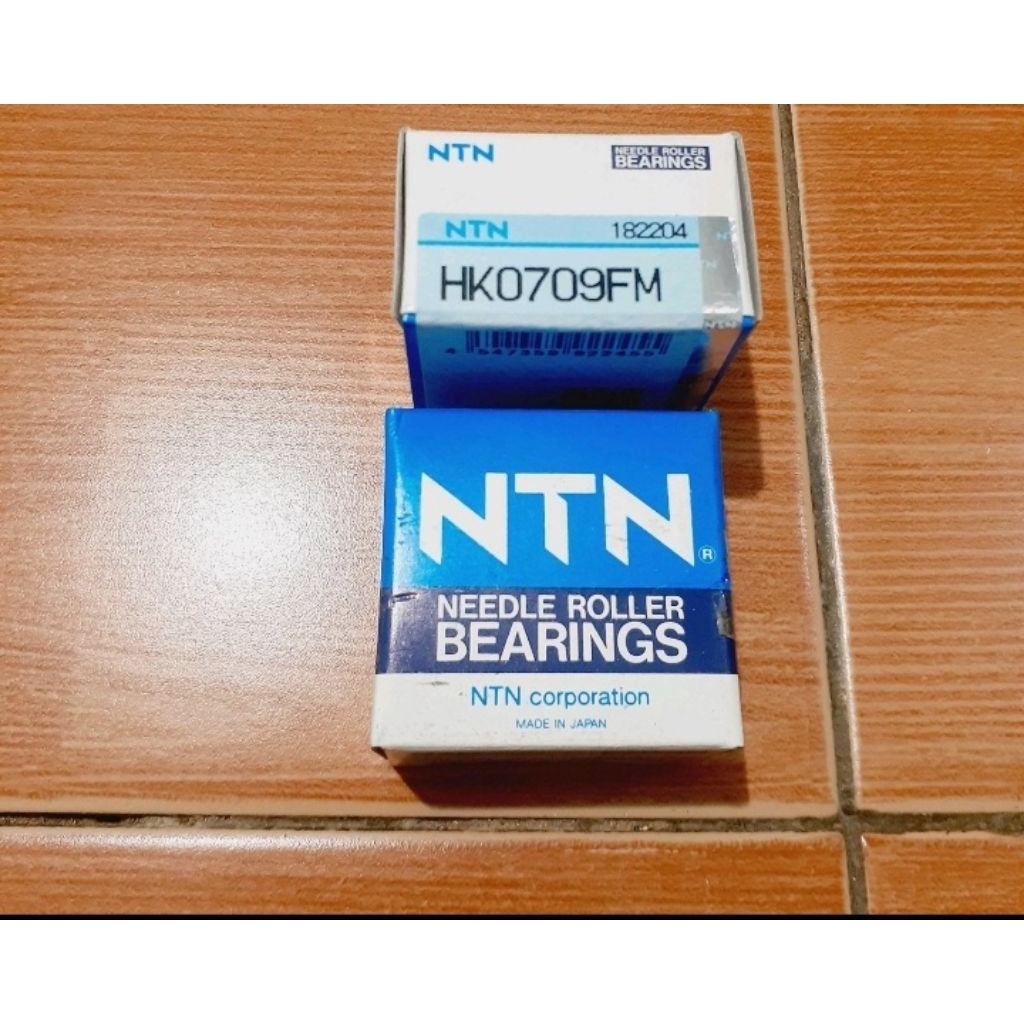 NTN NEEDLE ROLLER
BEARINGS
NTN 182204
HK0709FM
NTN®
NEEDLE ROLLER
BEARINGS
NTN corporation
MADE IN JAPAN